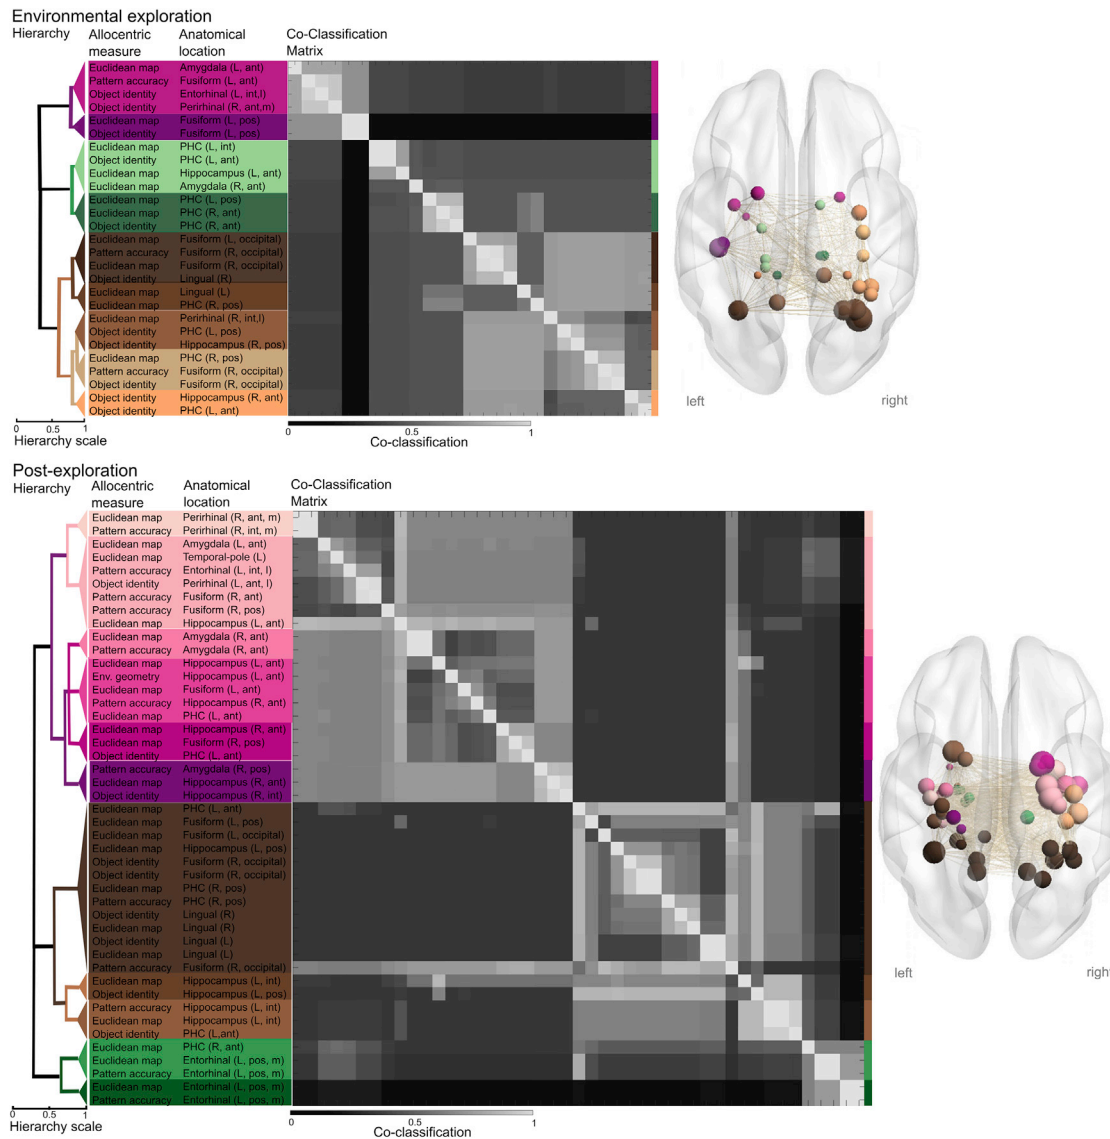 Environmental exploration
Hierarchy Allocentric measure Anatomical location Co-Classification Matrix
Euclidean map Amygdala (L, ant)
Pattern accuracy Fusiform (L, ant)
Object identity Entorhinal (L, int,l)
Object identity Perirhinal (R, ant,m)
Euclidean map Fusiform (L, pos)
Object identity Fusiform (L, pos)
Euclidean map PHC (L, int)
Object identity PHC (L, ant)
Euclidean map Hippocampus (L, ant)
Euclidean map Amygdala (R, ant)
Euclidean map PHC (L, pos)
Euclidean map PHC (R, ant)
Object identity PHC (R, ant)
Euclidean map Fusiform (L, occipital)
Pattern accuracy Fusiform (R, occipital)
Euclidean map Fusiform (R, occipital)
Object identity Lingual (R)
Euclidean map Lingual (L)
Euclidean map PHC (R, pos)
Euclidean map Perirhinal (R, int,l)
Object identity PHC (L, pos)
Object identity Hippocampus (R, pos)
Euclidean map PHC (R, pos)
Pattern accuracy Fusiform (R, occipital)
Object identity Fusiform (R, occipital)
Object identity Hippocampus (R, ant)
Object identity PHC (L, ant)
left right
0 0.5 1
Hierarchy scale
0 0.5 1
Co-classification
Post-exploration
Hierarchy Allocentric measure Anatomical location Co-Classification Matrix
Euclidean map Perirhinal (R, ant, m)
Pattern accuracy Perirhinal (R, int, m)
Euclidean map Amygdala (L, ant)
Euclidean map Temporal-pole (L)
Pattern accuracy Entorhinal (L, int, l)
Object identity Perirhinal (L, ant, l)
Pattern accuracy Fusiform (R, ant)
Pattern accuracy Fusiform (R, pos)
Euclidean map Hippocampus (L, ant)
Euclidean map Amygdala (R, ant)
Pattern accuracy Amygdala (R, ant)
Euclidean map Hippocampus (L, ant)
Env. geometry Hippocampus (L, ant)
Euclidean map Fusiform (L, ant)
Pattern accuracy Hippocampus (R, ant)
Euclidean map PHC (L, ant)
Euclidean map Hippocampus (R, ant)
Euclidean map Fusiform (R, pos)
Object identity PHC (L, ant)
Pattern accuracy Amygdala (R, pos)
Euclidean map Hippocampus (R, ant)
Object identity Hippocampus (R, int)
Euclidean map PHC (L, ant)
Euclidean map Fusiform (L, pos)
Euclidean map Fusiform (L, occipital)
Euclidean map Hippocampus (L, pos)
Object identity Fusiform (R, occipital)
Object identity Fusiform (R, occipital)
Euclidean map PHC (R, pos)
Pattern accuracy PHC (R, pos)
Object identity Lingual (R)
Euclidean map Lingual (R)
Object identity Lingual (L)
Euclidean map Lingual (L)
Pattern accuracy Fusiform (R, occipital)
Euclidean map Hippocampus (L, int)
Object identity Hippocampus (L, pos)
Pattern accuracy Hippocampus (L, int)
Euclidean map Hippocampus (L, int)
Object identity PHC (L,ant)
Euclidean map PHC (R, ant)
Euclidean map Entorhinal (L, pos, m)
Pattern accuracy Entorhinal (L, pos, m)
Euclidean map Entorhinal (L, pos, m)
Pattern accuracy Entorhinal (L, pos, m)
left right
0 0.5 1
Hierarchy scale
0 0.5 1
Co-classification